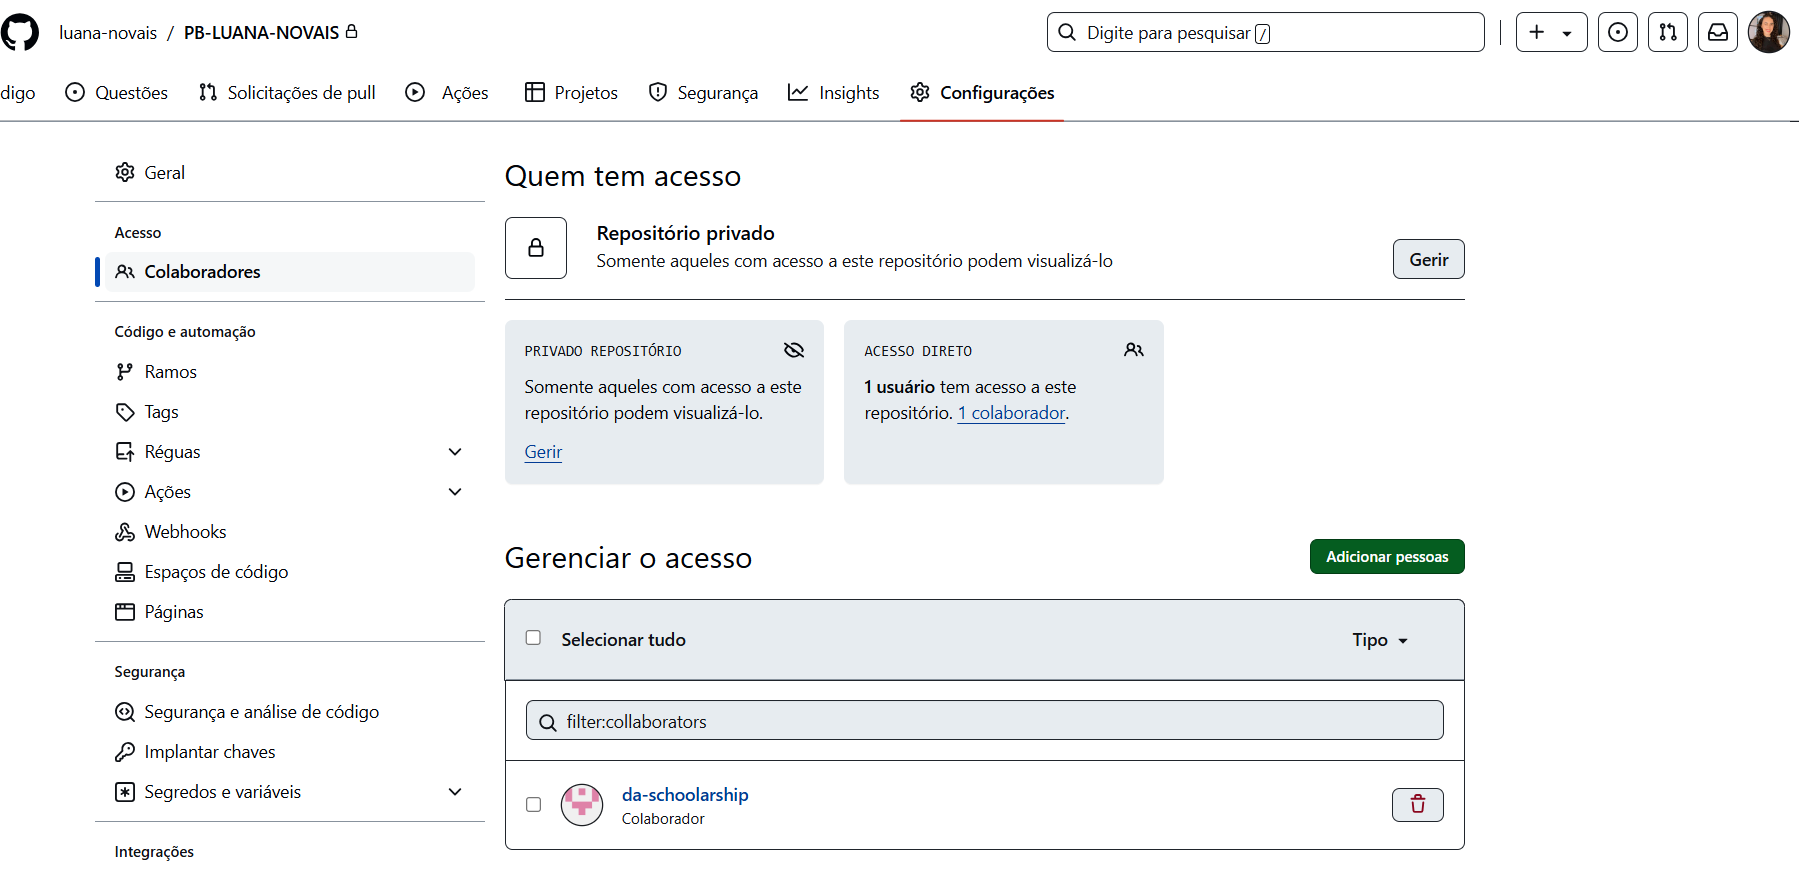 luana-novais / PB-LUANA-NOVAIS
Digite para pesquisar /
digo
Questões
Solicitações de pull
Ações
Projetos
Segurança
Insights
Configurações
Geral
Acesso
Colaboradores
Código e automação
Ramos
Tags
Réguas
Ações
Webhooks
Espaços de código
Páginas
Segurança
Segurança e análise de código
Implantar chaves
Segredos e variáveis
Integrações
Quem tem acesso
Repositório privado
Somente aqueles com acesso a este repositório podem visualizá-lo
Gerir
PRIVADO REPOSITÓRIO
Somente aqueles com acesso a este
repositório podem visualizá-lo.
Gerir
ACESSO DIRETO
1 usuário tem acesso a este
repositório. 1 colaborador.
Gerenciar o acesso
Adicionar pessoas
Selecionar tudo
Tipo
filter:collaborators
da-schoolarship
Colaborador